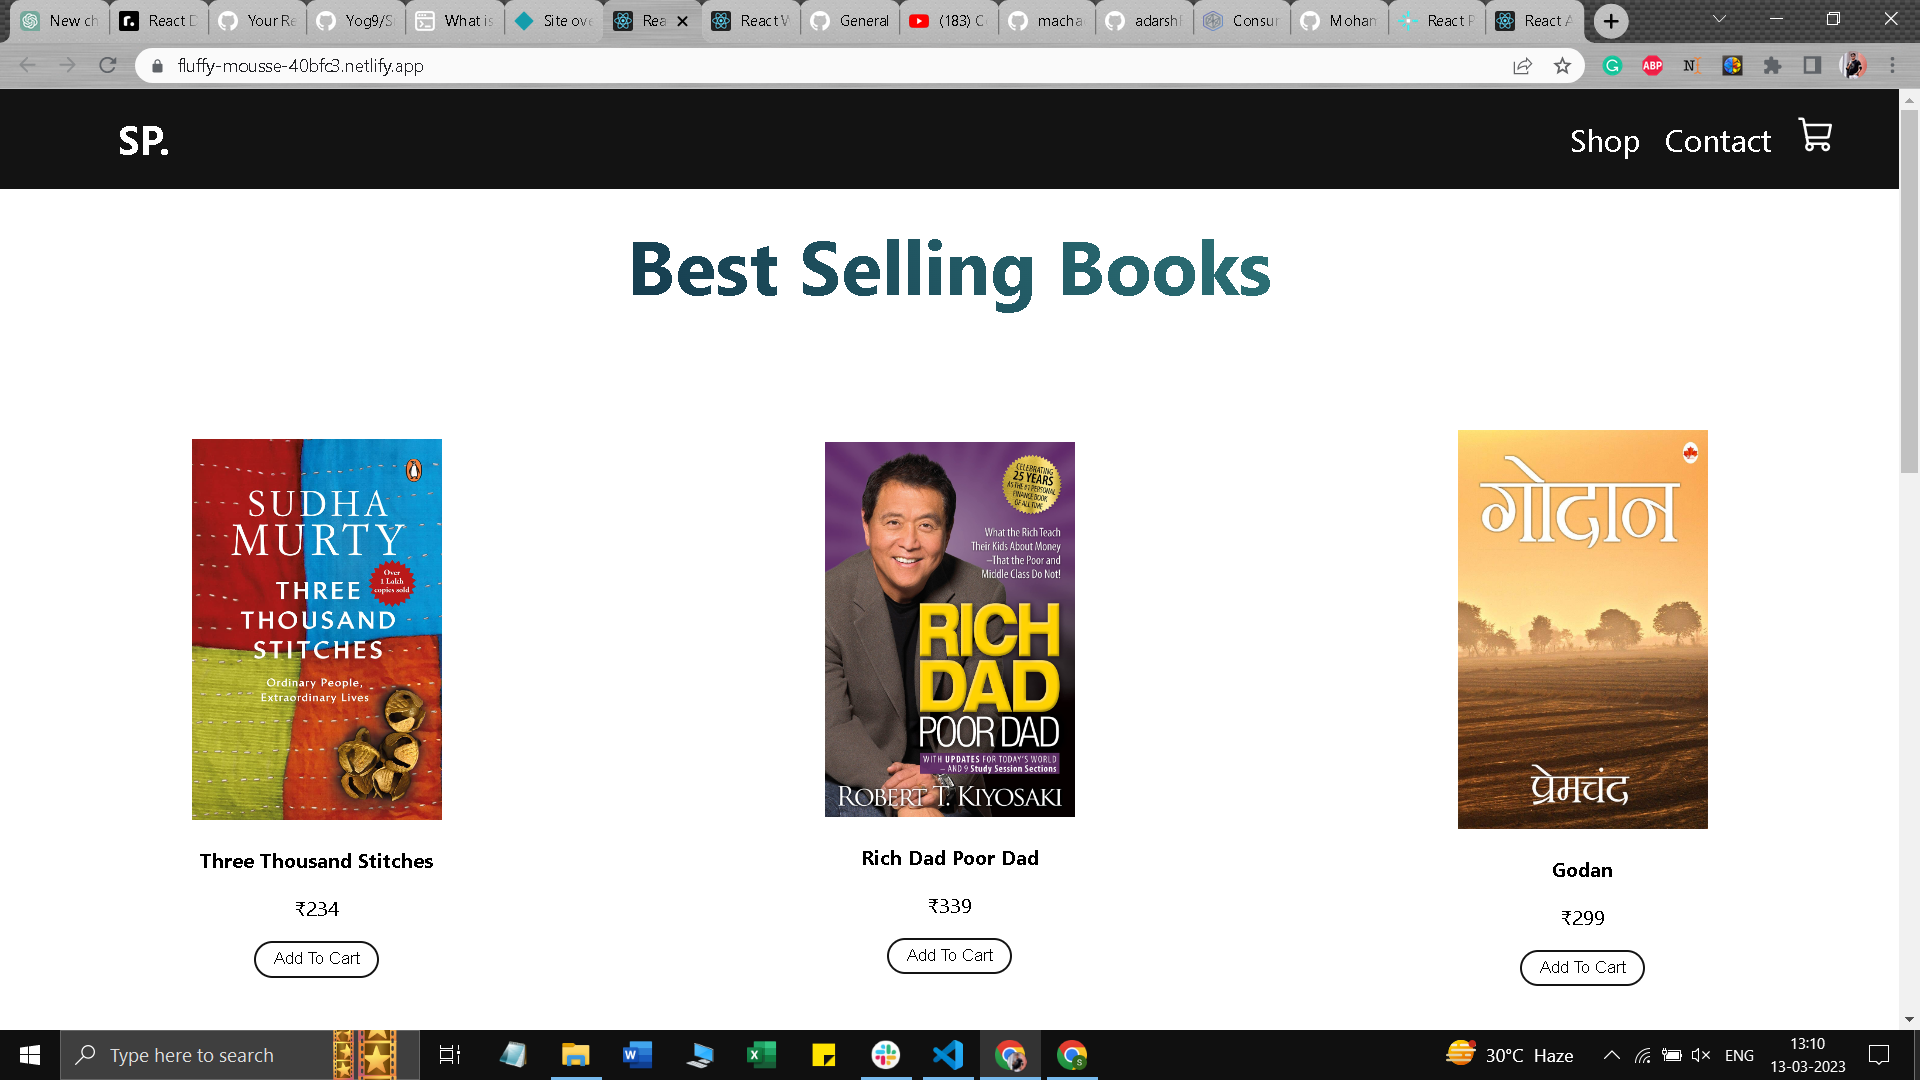 New ch
React D
Your Re
Yog9/S
What is
Site ove
Rea
React V
General
(183) C
macha
adarshF
Consur
Moham
React P
React A
fluffy-mousse-40bfc3.netlify.app
ABP
SP.
Shop
Contact
Best Selling Books
SUDHA
MURTY
Over
1 Lakh
copies sold
THREE
THOUSAND
STITCHES
Ordinary People,
Extraordinary Lives
Three Thousand Stitches
₹234
Add To Cart
CELEBRATING
25 YEARS
AS THE #1 PERSONAL
FINANCE BOOK
OF ALL TIME
What the Rich Teach
Their Kids About Money
–That the Poor and
Middle Class Do Not!
RICH
DAD
POOR DAD
WITH UPDATES FOR TODAY'S WORLD
— AND 9 Study Session Sections
ROBERT T. KIYOSAKI
Rich Dad Poor Dad
₹339
Add To Cart
गोदान
प्रेमचंद
Godan
₹299
Add To Cart
Type here to search
30°C Haze
ENG
13:10
13-03-2023